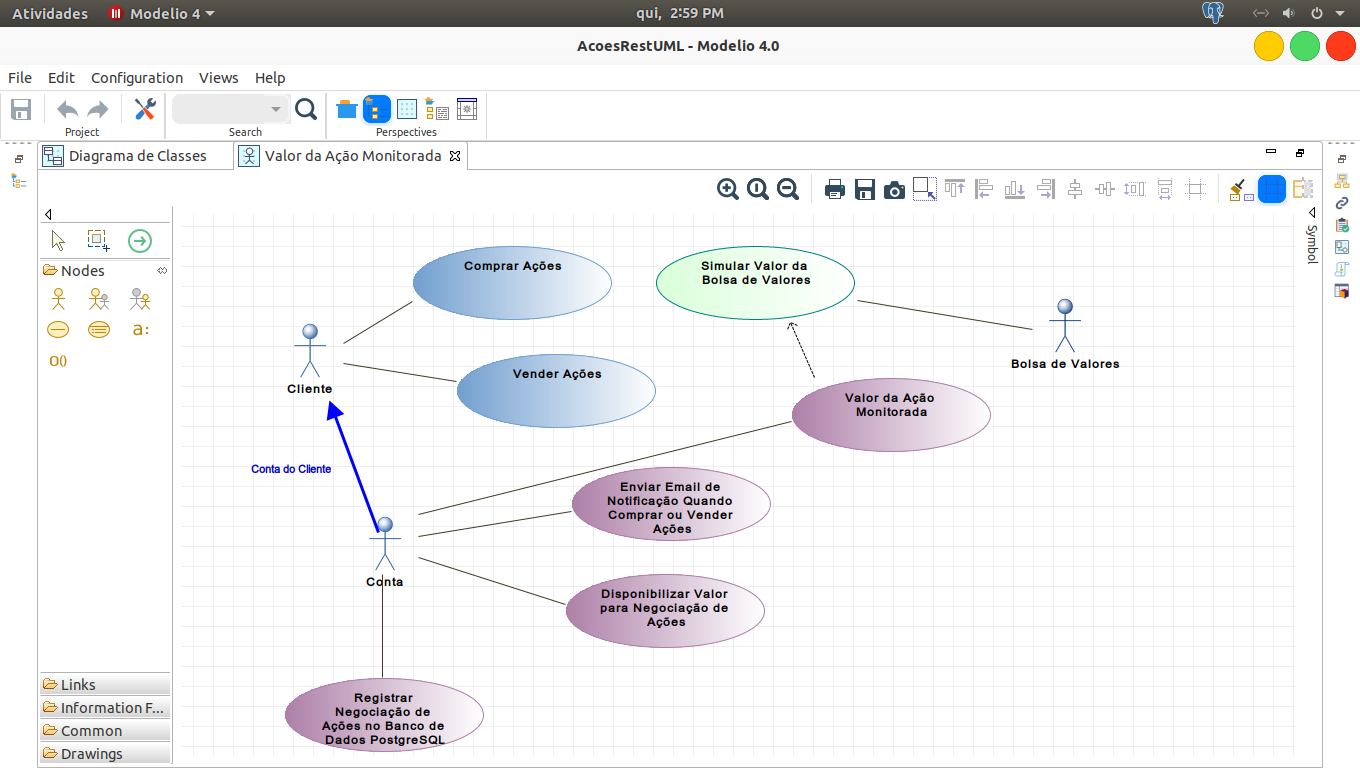 Atividades
Modelio 4
qui, 2:59 PM
AcoesRestUML - Modelio 4.0
File Edit Configuration Views Help
Project
Search
Perspectives
Diagrama de Classes
Valor da Ação Monitorada
Symbol
Nodes
a:
O()
Links
Information F...
Common
Drawings
Comprar Ações
Simular Valor da
Bolsa de Valores
Bolsa de Valores
Cliente
Vender Ações
Valor da Ação
Monitorada
Conta do Cliente
Enviar Email de
Notificação Quando
Comprar ou Vender
Ações
Conta
Disponibilizar Valor
para Negociação de
Ações
Registrar
Negociação de
Ações no Banco de
Dados PostgreSQL